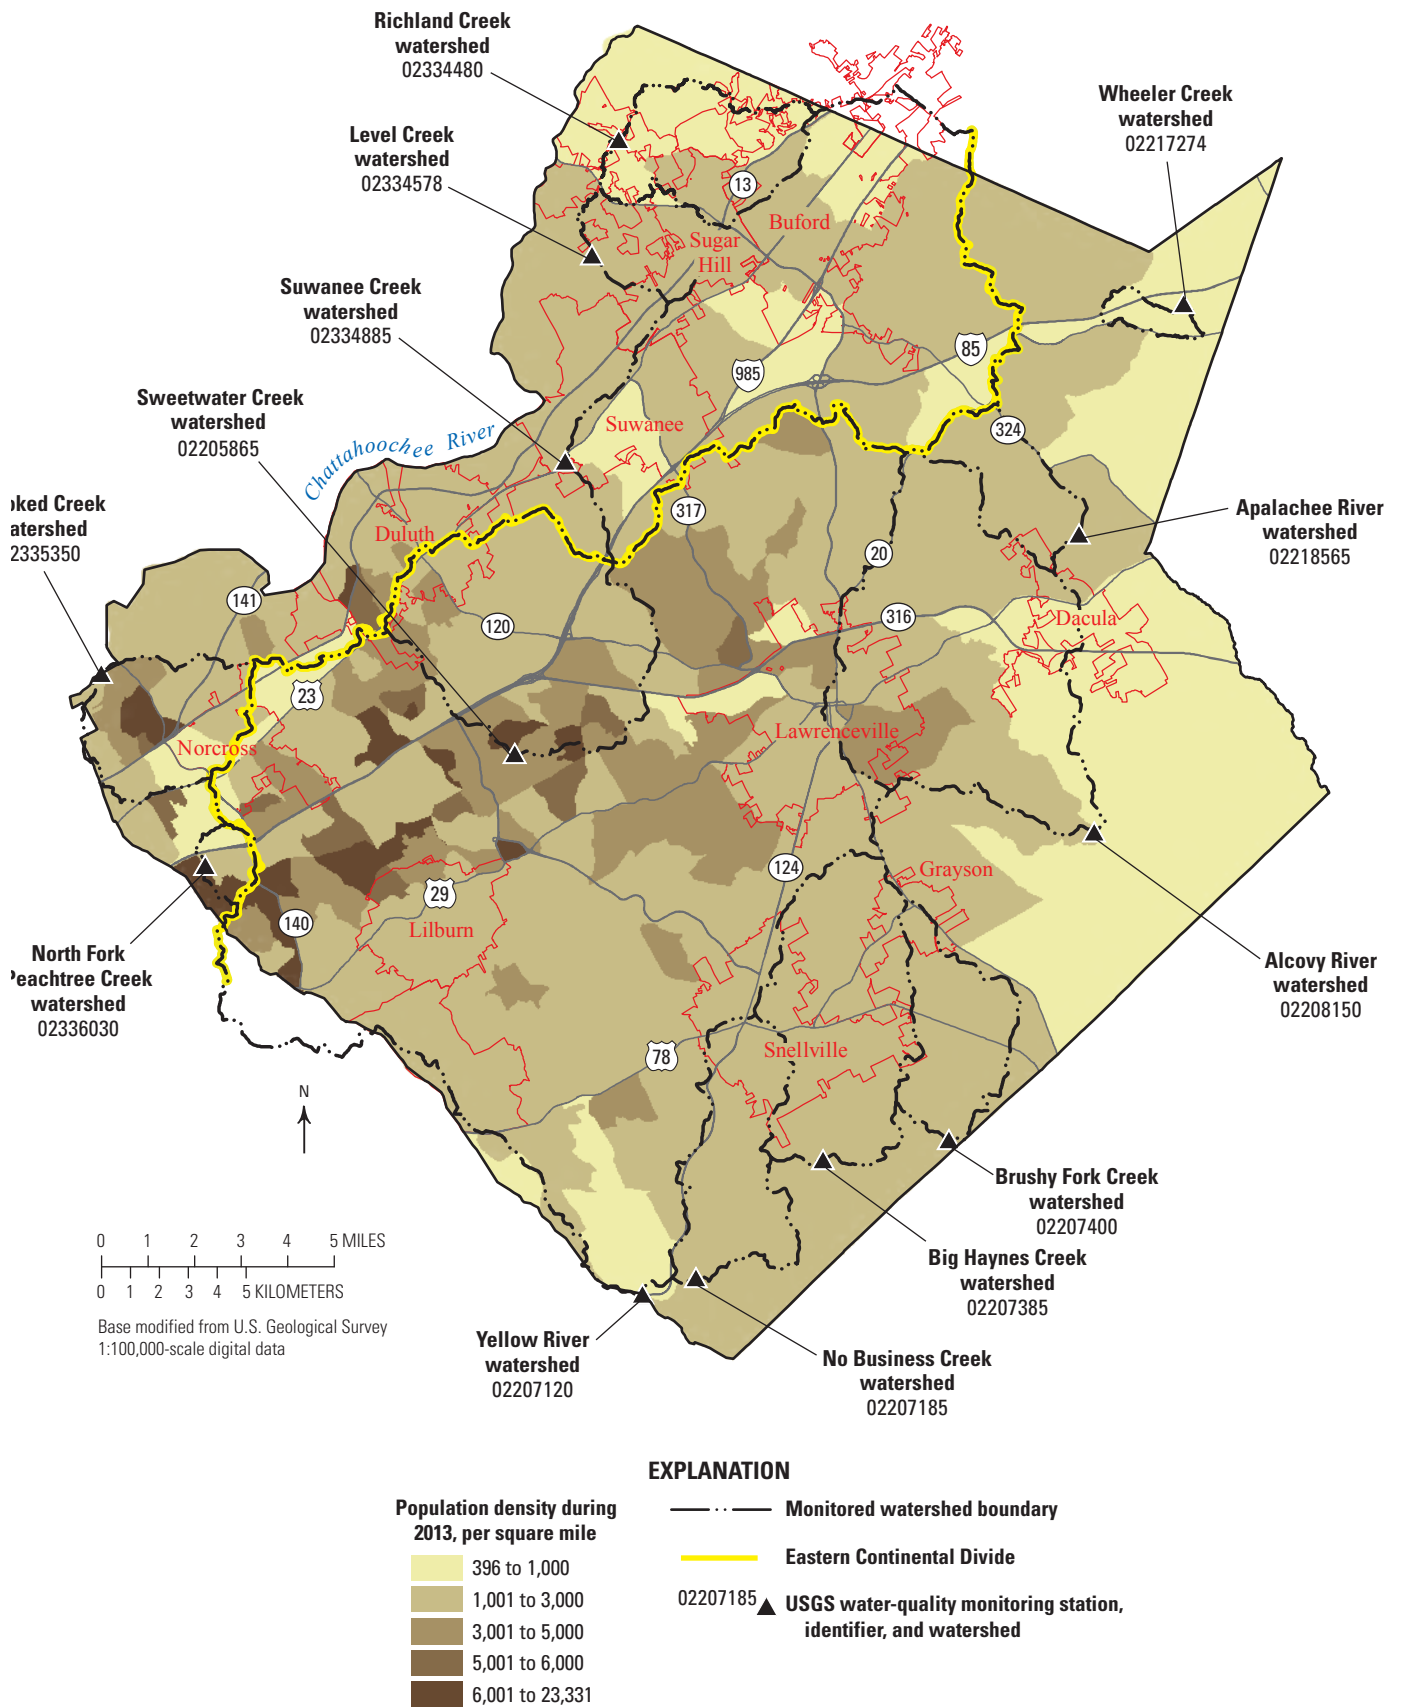 Richland Creek
watershed
02334480
Wheeler Creek
watershed
02217274
Level Creek
watershed
02334578
13
Buford
Sugar
Hill
Suwanee Creek
watershed
02334885
85
985
Sweetwater Creek
watershed
02205865
Suwanee
324
Chattahoochee River
oked Creek
atershed
2335350
317
Apalachee River
watershed
02218565
Duluth
20
141
120
316
Dacula
23
Norcross
Lawrenceville
124
Grayson
29
140
Lilburn
North Fork
Peachtree Creek
watershed
02336030
Alcovy River
watershed
02208150
78
Snellville
N
Brushy Fork Creek
watershed
02207400
0 1 2 3 4 5 MILES
0 1 2 3 4 5 KILOMETERS
Big Haynes Creek
watershed
02207385
Base modified from U.S. Geological Survey
1:100,000-scale digital data
Yellow River
watershed
02207120
No Business Creek
watershed
02207185
EXPLANATION
Population density during
2013, per square mile
396 to 1,000
1,001 to 3,000
3,001 to 5,000
5,001 to 6,000
6,001 to 23,331
Monitored watershed boundary
Eastern Continental Divide
02207185 USGS water-quality monitoring station,
identifier, and watershed